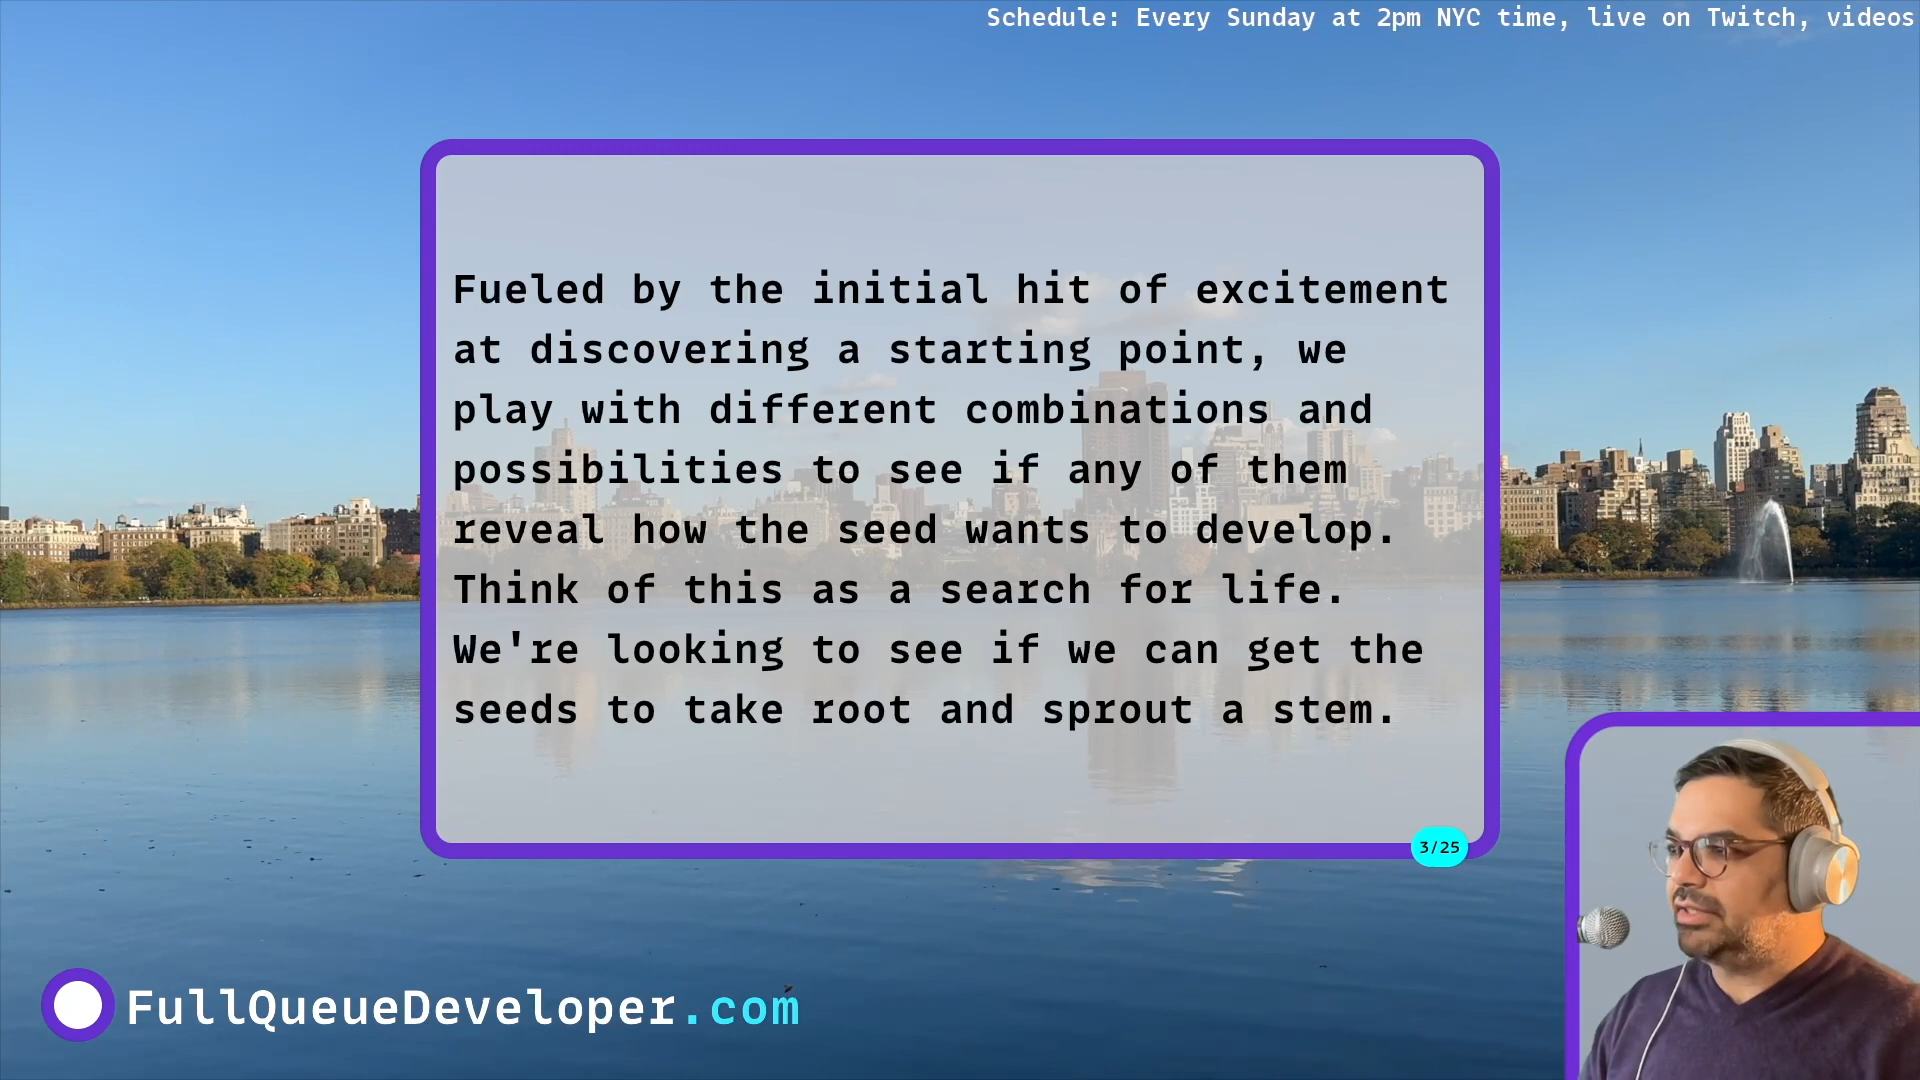 Schedule: Every Sunday at 2pm NYC time, live on Twitch, videos
Fueled by the initial hit of excitement
at discovering a starting point, we
play with different combinations and
possibilities to see if any of them
reveal how the seed wants to develop.
Think of this as a search for life.
We're looking to see if we can get the
seeds to take root and sprout a stem.
3/25
FullQueueDeveloper.com